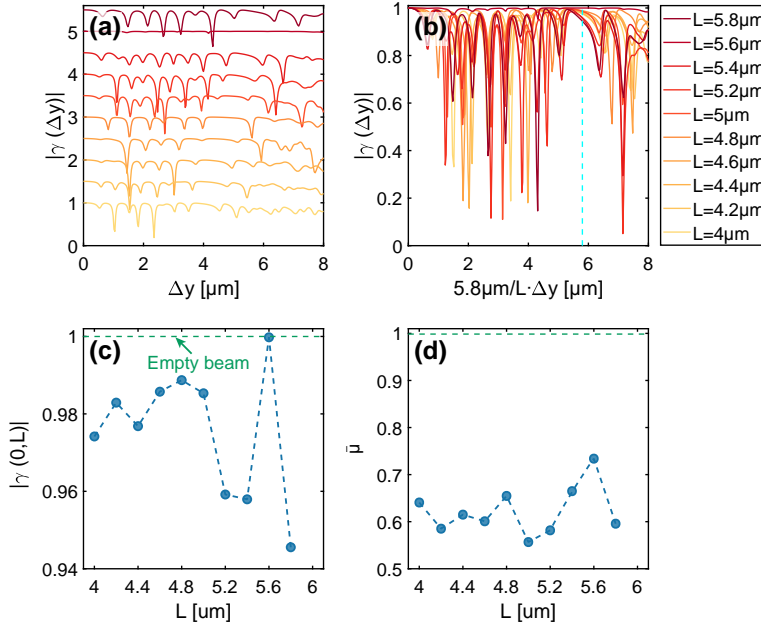 (a)
5
4
3
2
1
0
|γ (Δy)|
0
2
4
6
8
Δy [μm]
(b)
1
0.8
0.6
0.4
0.2
0
|γ (Δy)|
0
2
4
6
8
5.8μm/L·Δy [μm]
L=5.8μm
L=5.6μm
L=5.4μm
L=5.2μm
L=5μm
L=4.8μm
L=4.6μm
L=4.4μm
L=4.2μm
L=4μm
(c)
Empty beam
1
0.98
0.96
0.94
|γ (0,L)|
4
4.4
4.8
5.2
5.6
6
L [um]
(d)
1
0.9
0.8
0.7
0.6
0.5
μ̄
4
4.4
4.8
5.2
5.6
6
L [um]